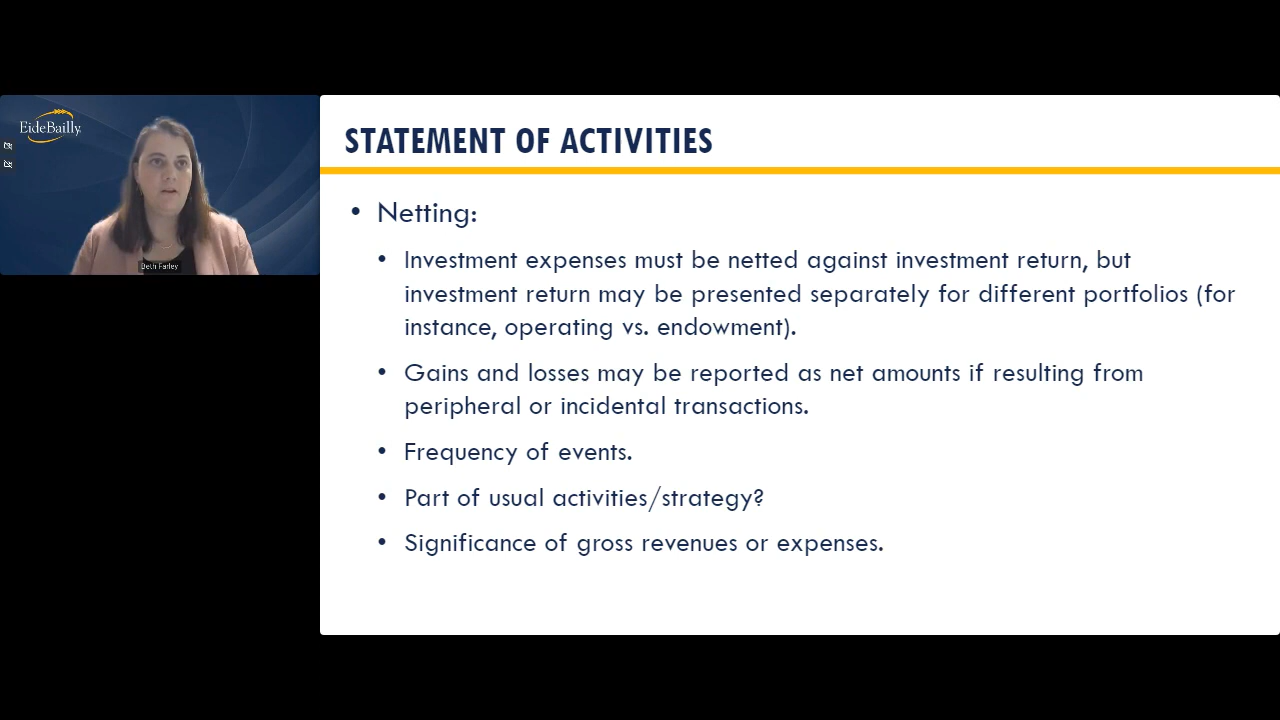 EideBailly
Beth Farley
STATEMENT OF ACTIVITIES
• Netting:
• Investment expenses must be netted against investment return, but
investment return may be presented separately for different portfolios (for
instance, operating vs. endowment).
• Gains and losses may be reported as net amounts if resulting from
peripheral or incidental transactions.
• Frequency of events.
• Part of usual activities/strategy?
• Significance of gross revenues or expenses.